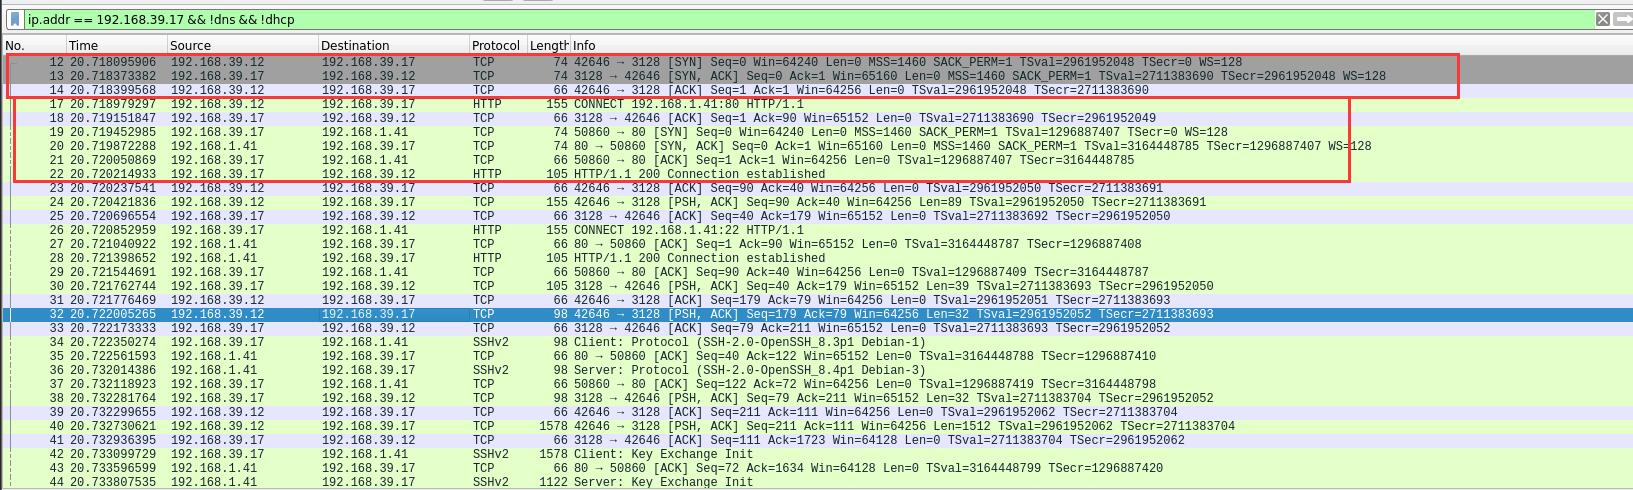 ip.addr == 192.168.39.17 && !dns && !dhcp
No. Time Source Destination Protocol Length Info
12 20.718095906 192.168.39.12 192.168.39.17 TCP 74 42646 → 3128 [SYN] Seq=0 Win=64240 Len=0 MSS=1460 SACK_PERM=1 TSval=2961952048 TSecr=0 WS=128
13 20.718373382 192.168.39.17 192.168.39.12 TCP 74 3128 → 42646 [SYN, ACK] Seq=0 Ack=1 Win=65160 Len=0 MSS=1460 SACK_PERM=1 TSval=2711383690 TSecr=2961952048 WS=128
14 20.718399568 192.168.39.12 192.168.39.17 TCP 66 42646 → 3128 [ACK] Seq=1 Ack=1 Win=64256 Len=0 TSval=2961952048 TSecr=2711383690
17 20.718979297 192.168.39.12 192.168.39.17 HTTP 155 CONNECT 192.168.1.41:80 HTTP/1.1
18 20.719151847 192.168.39.17 192.168.39.12 TCP 66 3128 → 42646 [ACK] Seq=1 Ack=90 Win=65152 Len=0 TSval=2711383690 TSecr=2961952049
19 20.719452985 192.168.39.17 192.168.1.41 TCP 74 50860 → 80 [SYN] Seq=0 Win=64240 Len=0 MSS=1460 SACK_PERM=1 TSval=1296887407 TSecr=0 WS=128
20 20.719872288 192.168.1.41 192.168.39.17 TCP 74 80 → 50860 [SYN, ACK] Seq=0 Ack=1 Win=65160 Len=0 MSS=1460 SACK_PERM=1 TSval=3164448785 TSecr=1296887407 WS=128
21 20.720050869 192.168.39.17 192.168.1.41 TCP 66 50860 → 80 [ACK] Seq=1 Ack=1 Win=64256 Len=0 TSval=1296887407 TSecr=3164448785
22 20.720214933 192.168.39.17 192.168.39.12 HTTP 105 HTTP/1.1 200 Connection established
23 20.720237541 192.168.39.12 192.168.39.17 TCP 66 42646 → 3128 [ACK] Seq=90 Ack=40 Win=64256 Len=0 TSval=2961952050 TSecr=2711383691
24 20.720421836 192.168.39.12 192.168.39.17 TCP 155 42646 → 3128 [PSH, ACK] Seq=90 Ack=40 Win=64256 Len=89 TSval=2961952050 TSecr=2711383691
25 20.720696554 192.168.39.17 192.168.39.12 TCP 66 3128 → 42646 [ACK] Seq=40 Ack=179 Win=65152 Len=0 TSval=2711383692 TSecr=2961952050
26 20.720852959 192.168.39.17 192.168.1.41 HTTP 155 CONNECT 192.168.1.41:22 HTTP/1.1
27 20.721040922 192.168.1.41 192.168.39.17 TCP 66 80 → 50860 [ACK] Seq=1 Ack=90 Win=65152 Len=0 TSval=3164448787 TSecr=1296887408
28 20.721398652 192.168.1.41 192.168.39.17 HTTP 105 HTTP/1.1 200 Connection established
29 20.721544691 192.168.39.17 192.168.1.41 TCP 66 50860 → 80 [ACK] Seq=90 Ack=40 Win=64256 Len=0 TSval=1296887409 TSecr=3164448787
30 20.721762744 192.168.39.17 192.168.39.12 TCP 105 3128 → 42646 [PSH, ACK] Seq=40 Ack=179 Win=65152 Len=39 TSval=2711383693 TSecr=2961952050
31 20.721776469 192.168.39.12 192.168.39.17 TCP 66 42646 → 3128 [ACK] Seq=179 Ack=79 Win=64256 Len=0 TSval=2961952051 TSecr=2711383693
32 20.722005265 192.168.39.12 192.168.39.17 TCP 98 42646 → 3128 [PSH, ACK] Seq=179 Ack=79 Win=64256 Len=32 TSval=2961952052 TSecr=2711383693
33 20.722173333 192.168.39.17 192.168.39.12 TCP 66 3128 → 42646 [ACK] Seq=79 Ack=211 Win=65152 Len=0 TSval=2711383693 TSecr=2961952052
34 20.722350274 192.168.39.17 192.168.1.41 SSHv2 98 Client: Protocol (SSH-2.0-OpenSSH_8.3p1 Debian-1)
35 20.722561593 192.168.1.41 192.168.39.17 TCP 66 80 → 50860 [ACK] Seq=40 Ack=122 Win=65152 Len=0 TSval=3164448788 TSecr=1296887410
36 20.732014386 192.168.1.41 192.168.39.17 SSHv2 98 Server: Protocol (SSH-2.0-OpenSSH_8.4p1 Debian-3)
37 20.732118923 192.168.39.17 192.168.1.41 TCP 66 50860 → 80 [ACK] Seq=122 Ack=72 Win=64256 Len=0 TSval=1296887419 TSecr=3164448798
38 20.732281764 192.168.39.17 192.168.39.12 TCP 98 3128 → 42646 [PSH, ACK] Seq=79 Ack=211 Win=65152 Len=32 TSval=2711383704 TSecr=2961952052
39 20.732299655 192.168.39.12 192.168.39.17 TCP 66 42646 → 3128 [ACK] Seq=211 Ack=111 Win=64256 Len=0 TSval=2961952062 TSecr=2711383704
40 20.732730621 192.168.39.12 192.168.39.17 TCP 1578 42646 → 3128 [PSH, ACK] Seq=211 Ack=111 Win=64256 Len=1512 TSval=2961952062 TSecr=2711383704
41 20.732936395 192.168.39.17 192.168.39.12 TCP 66 3128 → 42646 [ACK] Seq=111 Ack=1723 Win=64128 Len=0 TSval=2711383704 TSecr=2961952062
42 20.733099729 192.168.39.17 192.168.1.41 SSHv2 1578 Client: Key Exchange Init
43 20.733596599 192.168.1.41 192.168.39.17 TCP 66 80 → 50860 [ACK] Seq=72 Ack=1634 Win=64128 Len=0 TSval=3164448799 TSecr=1296887420
44 20.733807535 192.168.1.41 192.168.39.17 SSHv2 1122 Server: Key Exchange Init